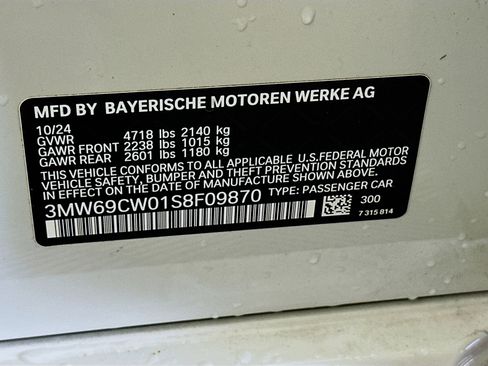 MFD BY BAYERISCHE MOTOREN WERKE AG
10/24
GVWR 4718 lbs 2140 kg
GAWR FRONT 2238 lbs 1015 kg
GAWR REAR 2601 lbs 1180 kg
THIS VEHICLE CONFORMS TO ALL APPLICABLE U.S.FEDERAL MOTOR
VEHICLE SAFETY, BUMPER, AND THEFT PREVENTION STANDARDS
IN EFFECT ON THE DATE OF MANUFACTURE SHOWN ABOVE.
3MW69CW01S8F09870 TYPE: PASSENGER CAR
300
7 315 814